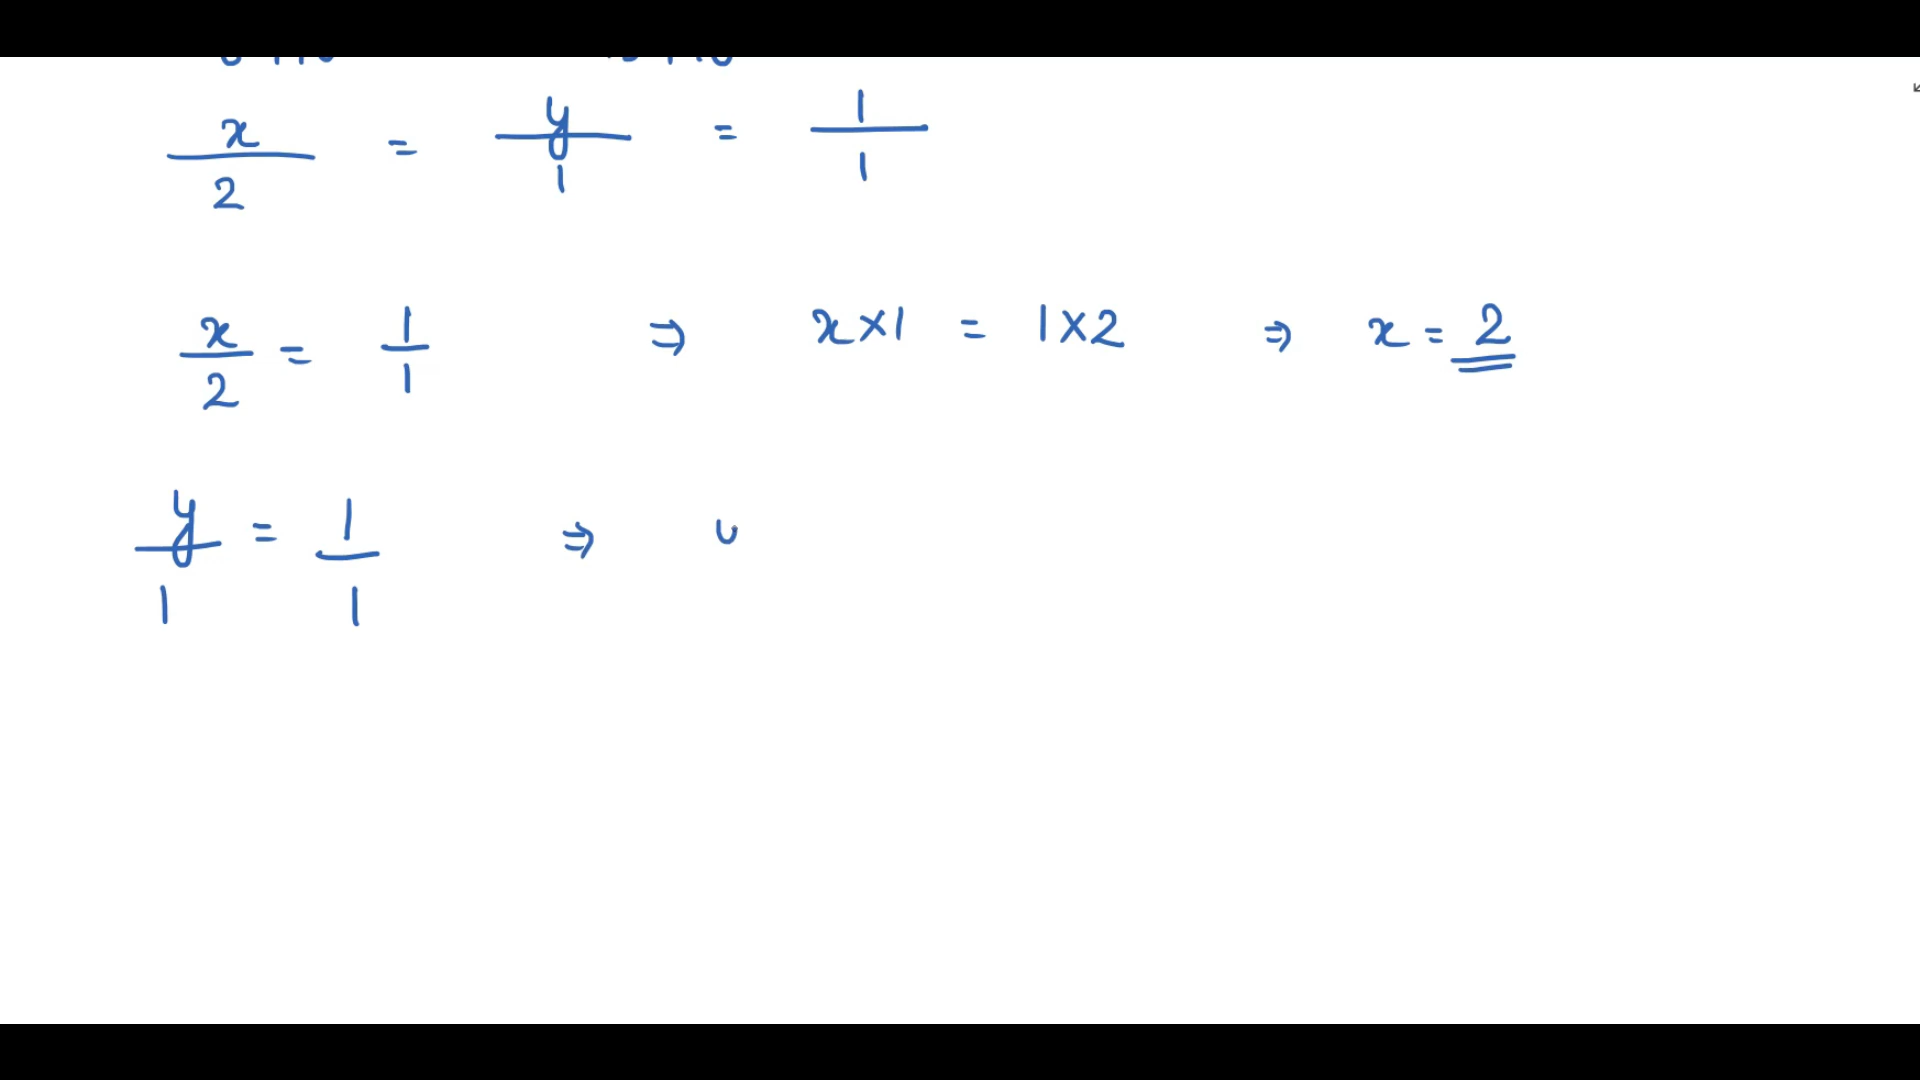 x/2 = y/1 = 1/1
x/2 = 1/1 ⇒ x×1 = 1×2 ⇒ x = 2
y/1 = 1/1 ⇒